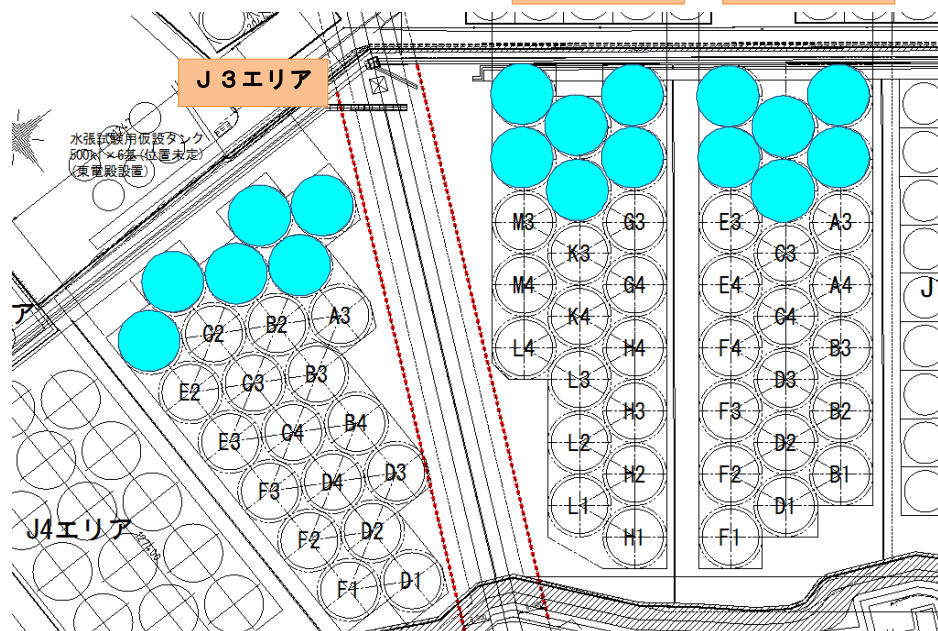 J3エリア
水張試験用仮設タンク
500k × 6基(位置未定)
(東電殿設置)
ア
J4エリア
J
C2 B2 A3
E2 C3 B3
E3 C4 B4
F3 D4 D3
F2 D2
F1 D1
M3 G3
K3
M4 G4
K4
L4 H4
L3
H3
L2
H2
L1
H1
E3 A3
C3
E4 A4
C4
F4 B3
D3
F3 B2
D2
F2 B1
D1
F1